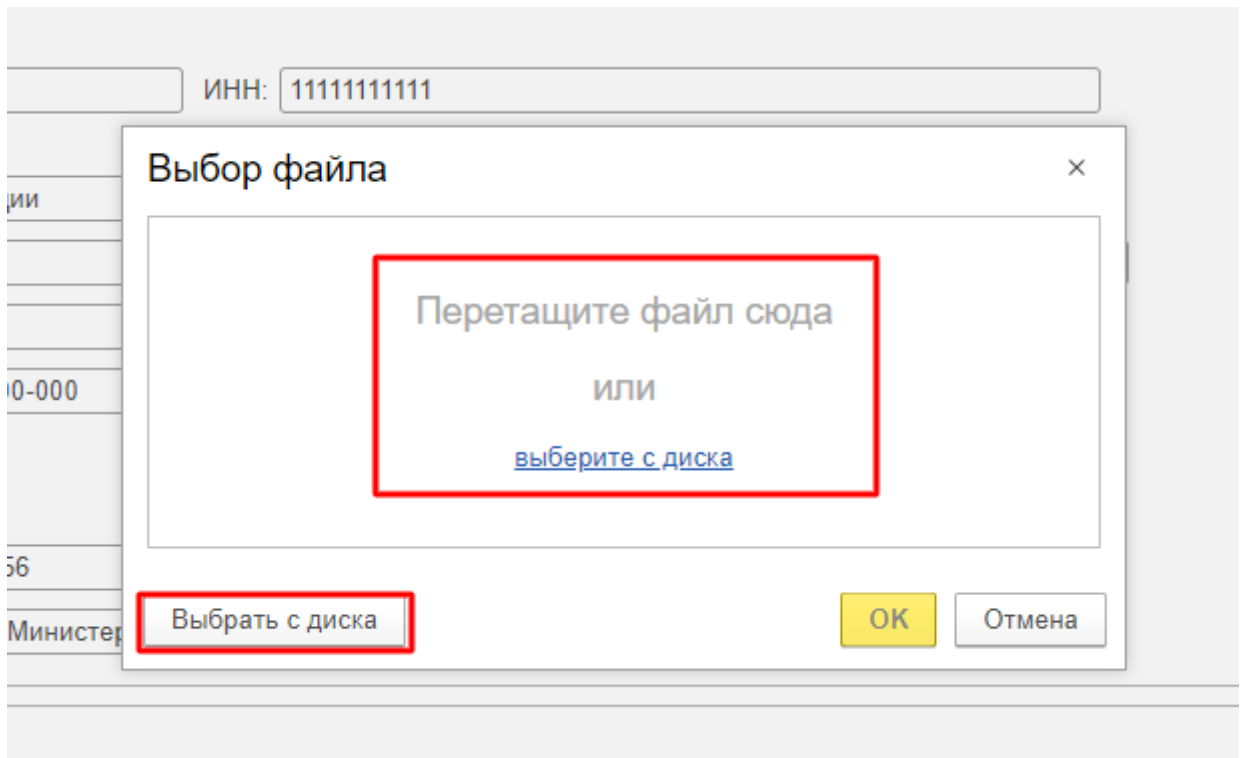 ИНН: 11111111111
Выбор файла
×
ции
Перетащите файл сюда
или
00-000
выберите с диска
56
Выбрать с диска
OK
Отмена
Министер